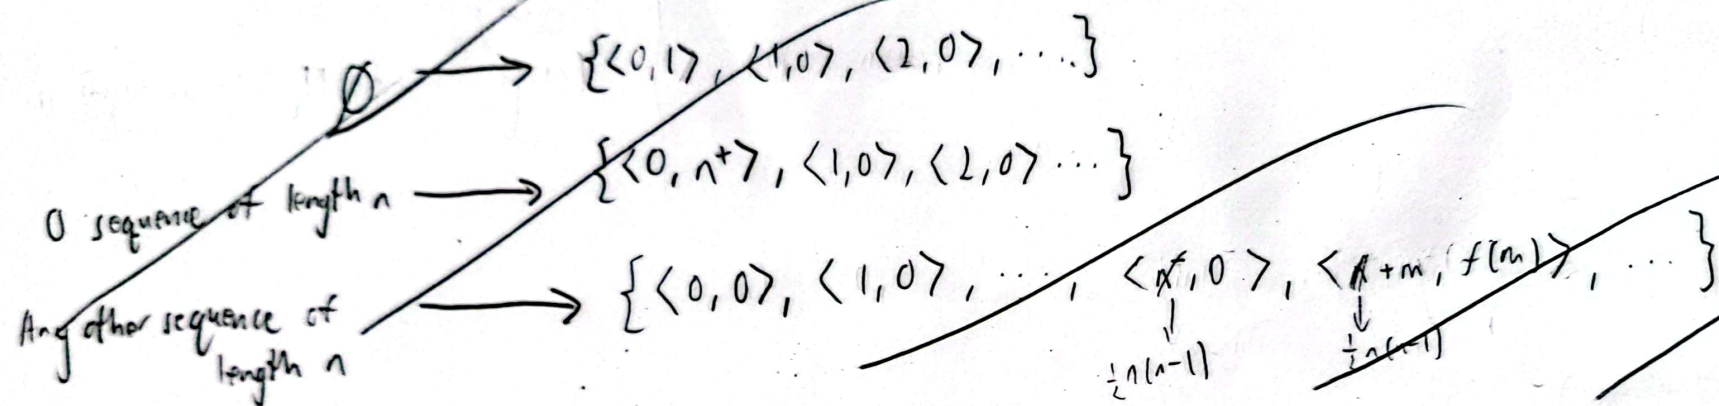 ∅ → {<0,1>, <1,0>, <2,0>, ....}
0 sequence of length n → {<0, n⁺>, <1,0>, <2,0> ... }
Any other sequence of length n → {<0,0>, <1,0>, ..., < ,0>, < +m, f(m)>, ... }
½n(n-1) ½n(n-1)